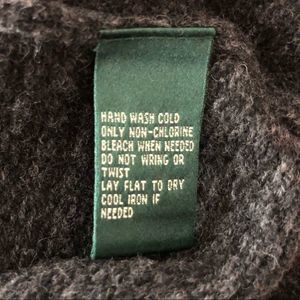 HAND WASH COLD
ONLY NON-CHLORINE
BLEACH WHEN NEEDED
DO NOT WRING OR
TWIST
LAY FLAT TO DRY
COOL IRON IF
NEEDED